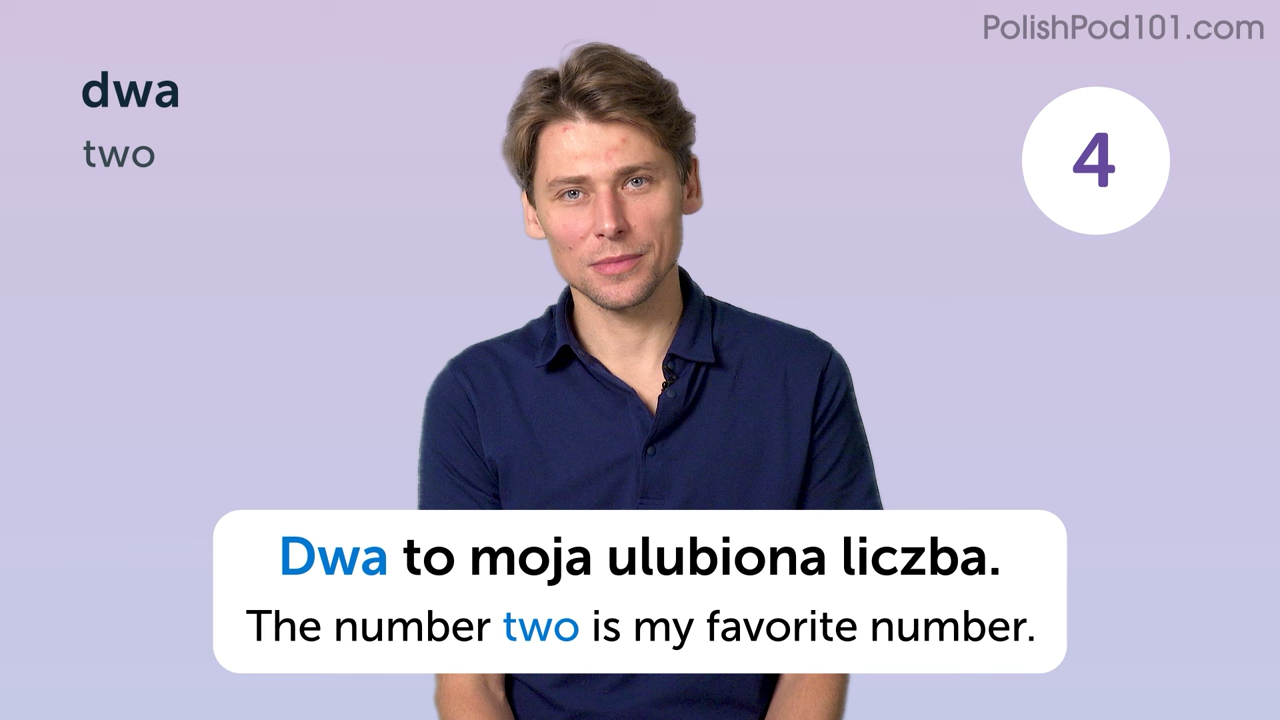 PolishPod101.com
dwa
two
4
Dwa to moja ulubiona liczba.
The number two is my favorite number.